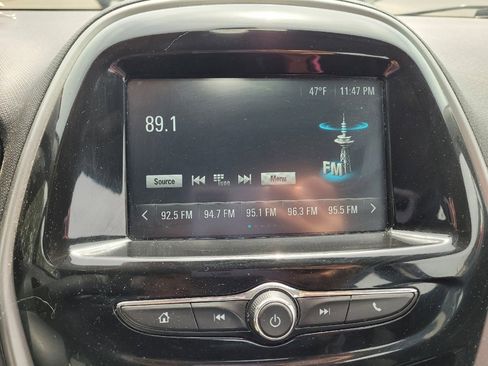 47°F 11:47 PM
89.1
FM
Source Tune Menu
92.5 FM 94.7 FM 95.1 FM 96.3 FM 95.5 FM